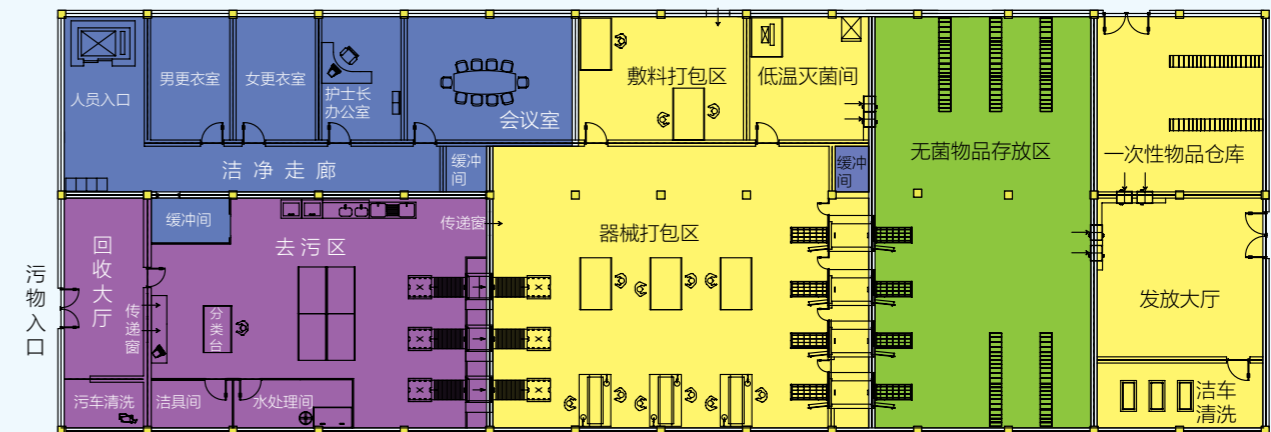 人员入口
男更衣室
女更衣室
护士长
办公室
会议室
敷料打包区
低温灭菌间
无菌物品存放区
一次性物品仓库
洁净走廊
缓冲
间
缓冲
间
缓冲间
传递窗
器械打包区
去污区
回收大厅
污物入口
传递窗
分类台
发放大厅
污车清洗
洁具间
水处理间
洁车
清洗